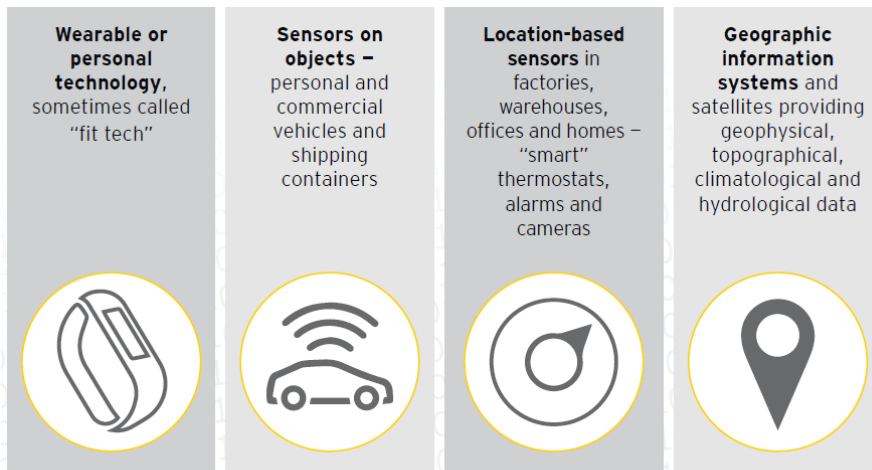 Wearable or
personal
technology,
sometimes called
“fit tech”
Sensors on
objects —
personal and
commercial
vehicles and
shipping
containers
Location-based
sensors in
factories,
warehouses,
offices and homes —
“smart”
thermostats,
alarms and
cameras
Geographic
information
systems and
satellites providing
geophysical,
topographical,
climatological and
hydrological data